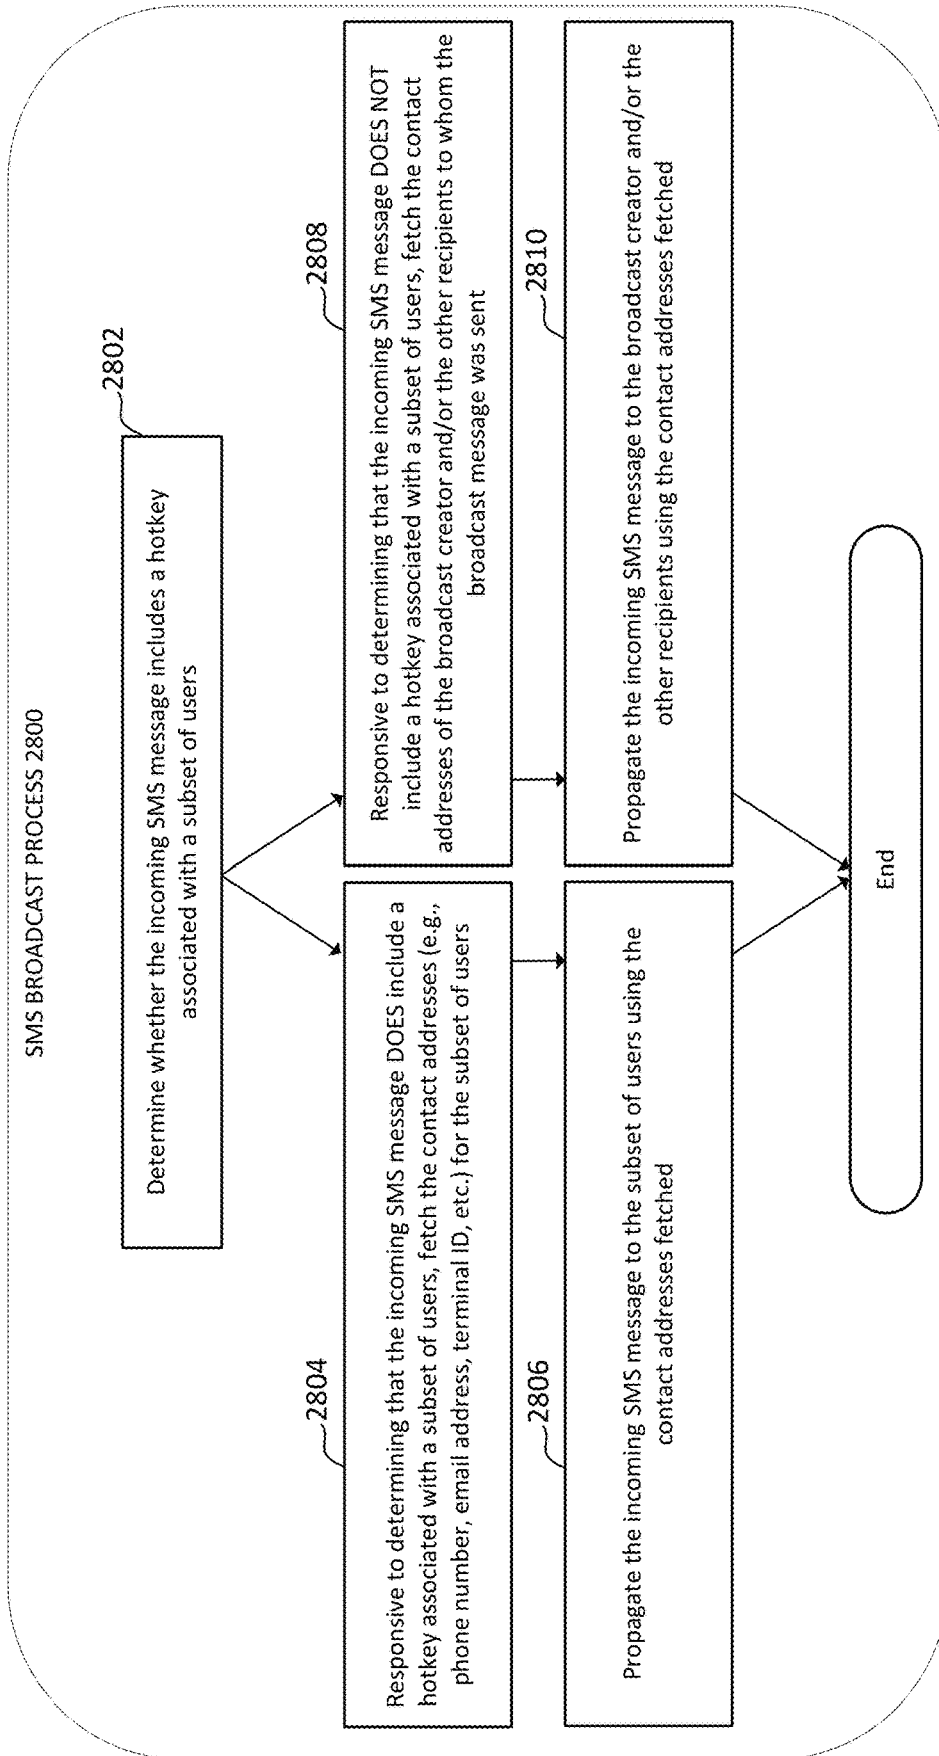 SMS BROADCAST PROCESS 2800
2802
Determine whether the incoming SMS message includes a hotkey
associated with a subset of users
2804
Responsive to determining that the incoming SMS message DOES include a
hotkey associated with a subset of users, fetch the contact addresses (e.g.,
phone number, email address, terminal ID, etc.) for the subset of users
2808
Responsive to determining that the incoming SMS message DOES NOT
include a hotkey associated with a subset of users, fetch the contact
addresses of the broadcast creator and/or the other recipients to whom the
broadcast message was sent
2806
Propagate the incoming SMS message to the subset of users using the
contact addresses fetched
2810
Propagate the incoming SMS message to the broadcast creator and/or the
other recipients using the contact addresses fetched
End